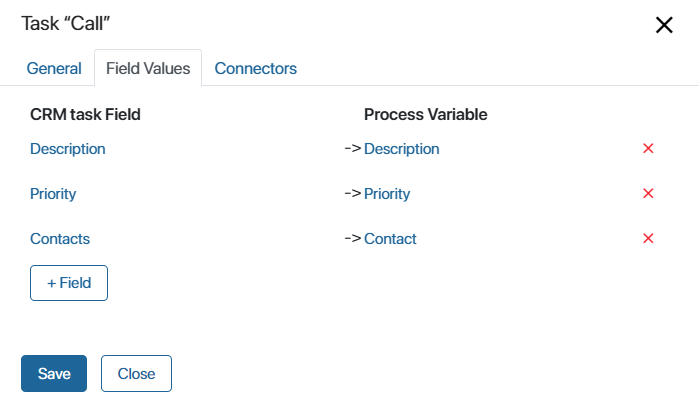 Task “Call”
General Field Values Connectors
CRM task Field Process Variable
Description -> Description
Priority -> Priority
Contacts -> Contact
+ Field
Save Close